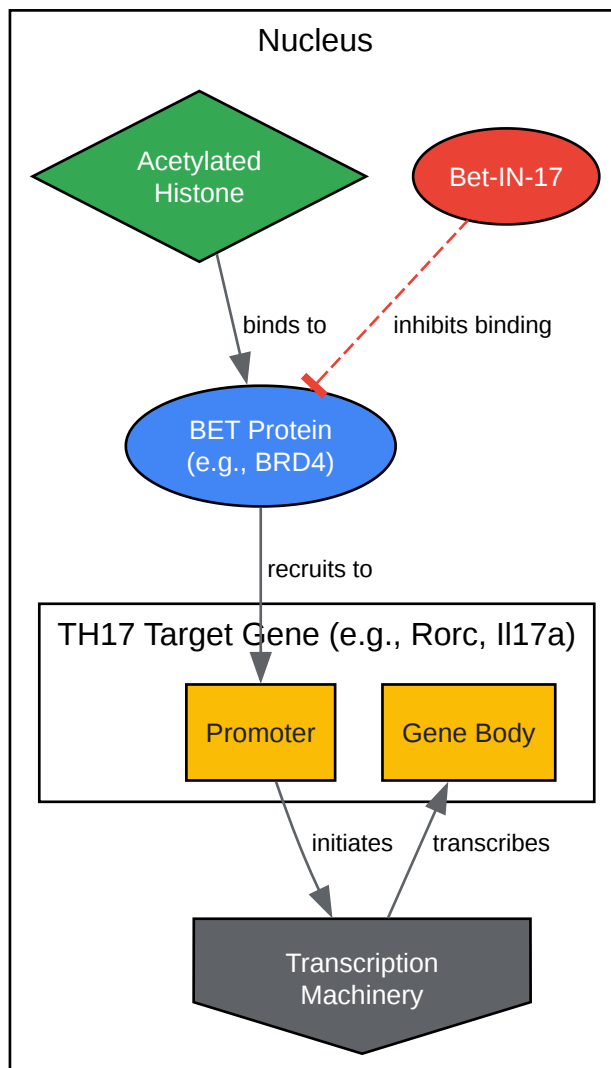 Nucleus
Acetylated
Histone
Bet-IN-17
binds to
inhibits binding
BET Protein
(e.g., BRD4)
recruits to
TH17 Target Gene (e.g., Rorc, Il17a)
Promoter
Gene Body
initiates
transcribes
Transcription
Machinery